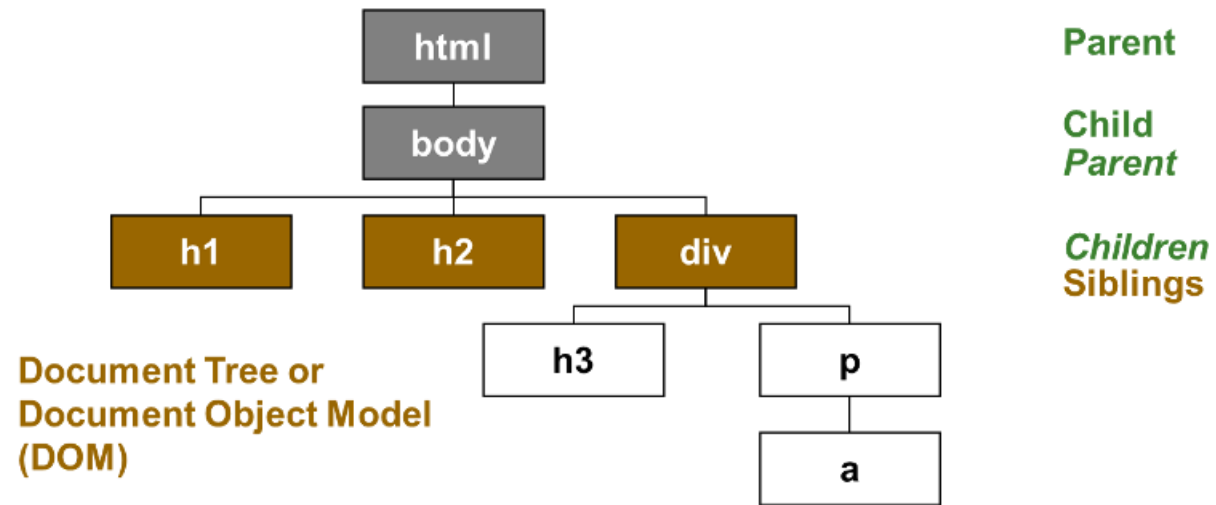 html
Parent
body
Child
Parent
h1
h2
div
Children
Siblings
h3
p
Document Tree or
Document Object Model
(DOM)
a